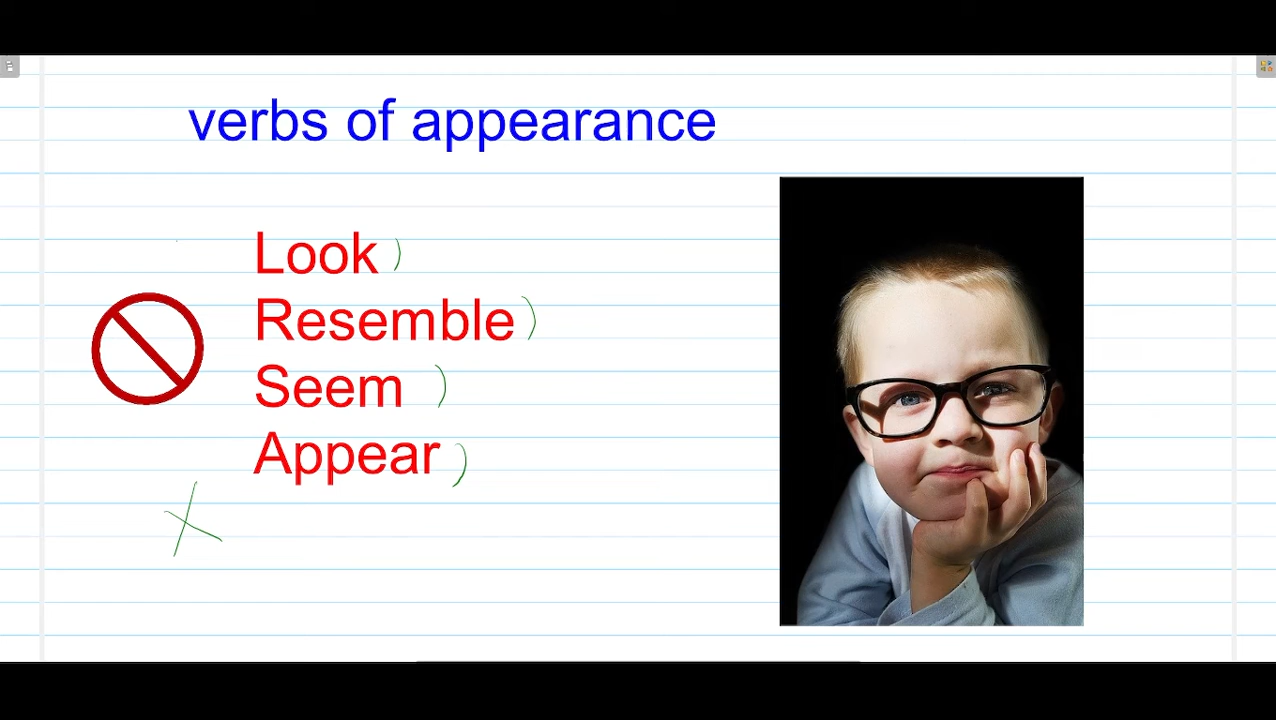 verbs of appearance
Look )
Resemble )
Seem )
Appear )
X